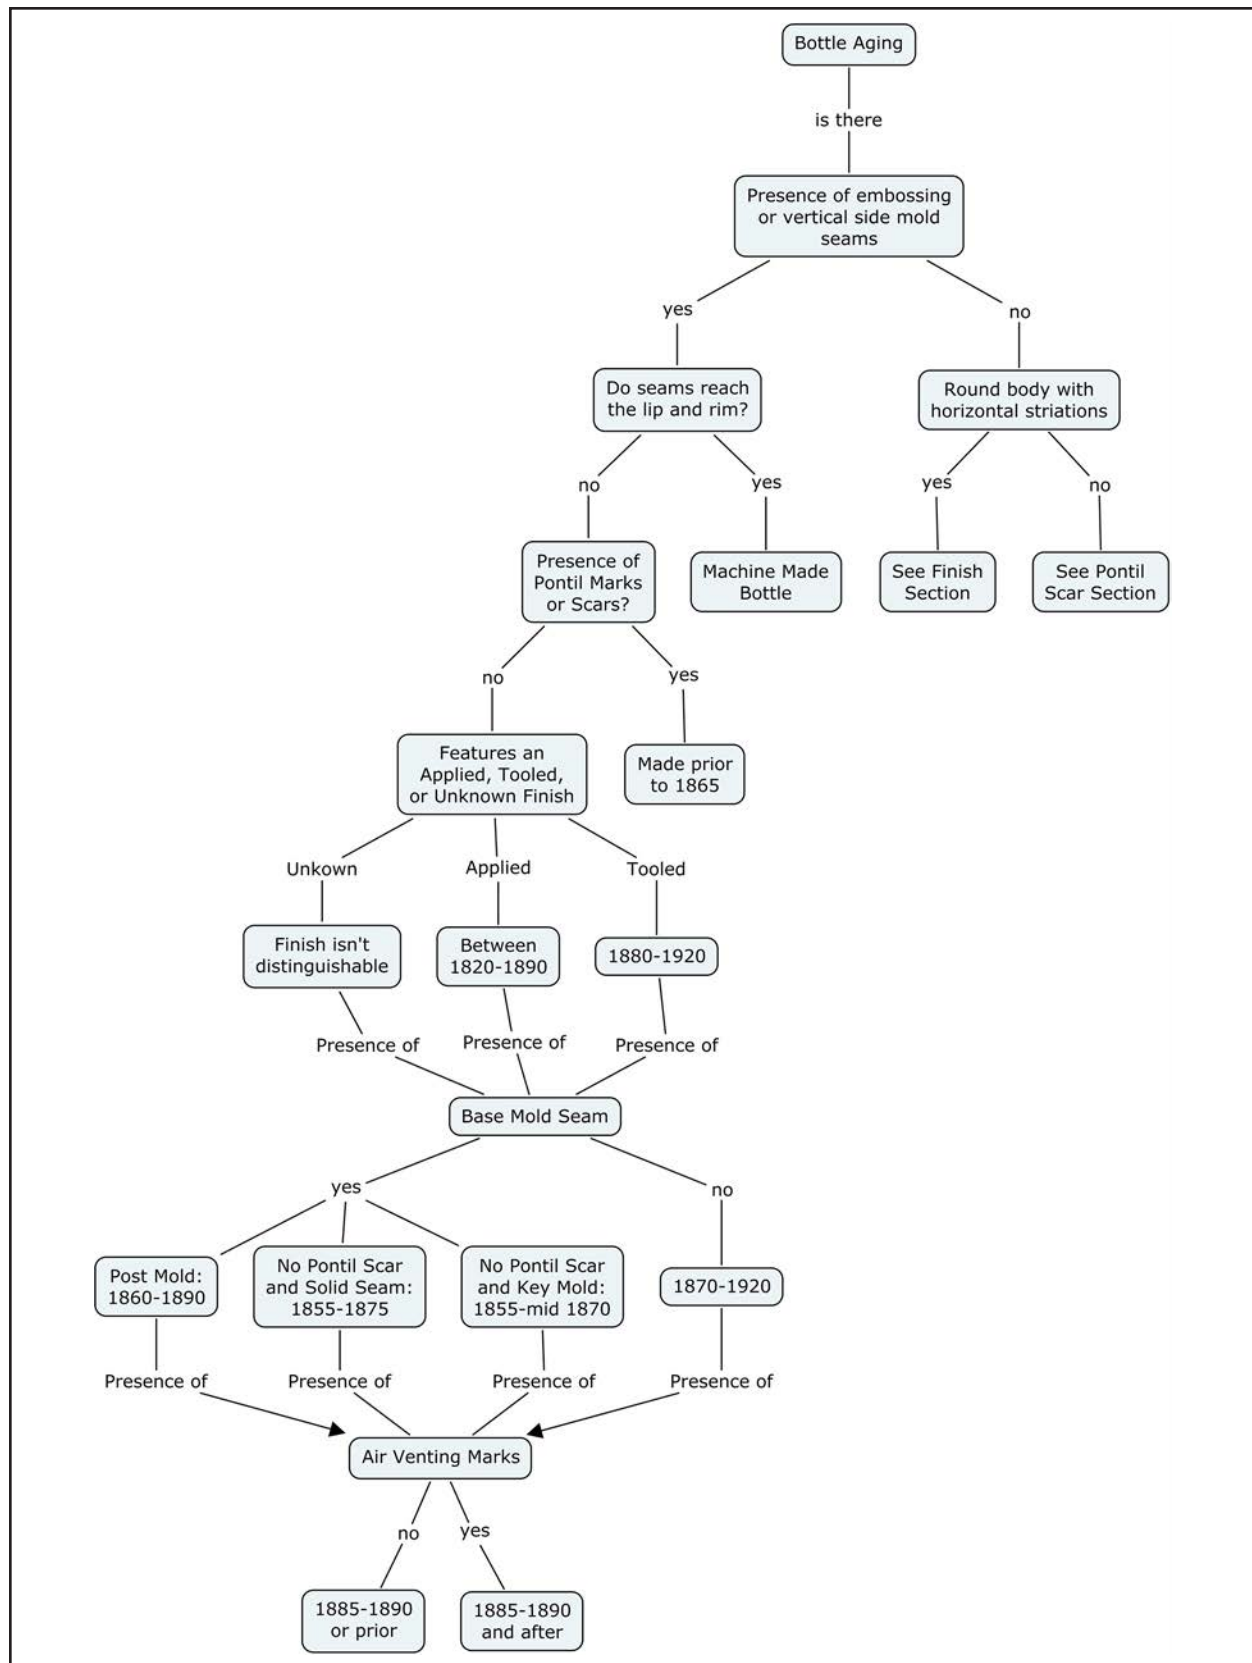 Bottle Aging
is there
Presence of embossing
or vertical side mold
seams
yes
no
Do seams reach
the lip and rim?
Round body with
horizontal striations
no
yes
yes
no
Presence of
Pontil Marks
or Scars?
Machine Made
Bottle
See Finish
Section
See Pontil
Scar Section
no
yes
Features an
Applied, Tooled,
or Unknown Finish
Made prior
to 1865
Unkown
Applied
Tooled
Finish isn't
distinguishable
Between
1820-1890
1880-1920
Presence of
Presence of
Presence of
Base Mold Seam
yes
no
Post Mold:
1860-1890
No Pontil Scar
and Solid Seam:
1855-1875
No Pontil Scar
and Key Mold:
1855-mid 1870
1870-1920
Presence of
Presence of
Presence of
Presence of
Air Venting Marks
no
yes
1885-1890
or prior
1885-1890
and after